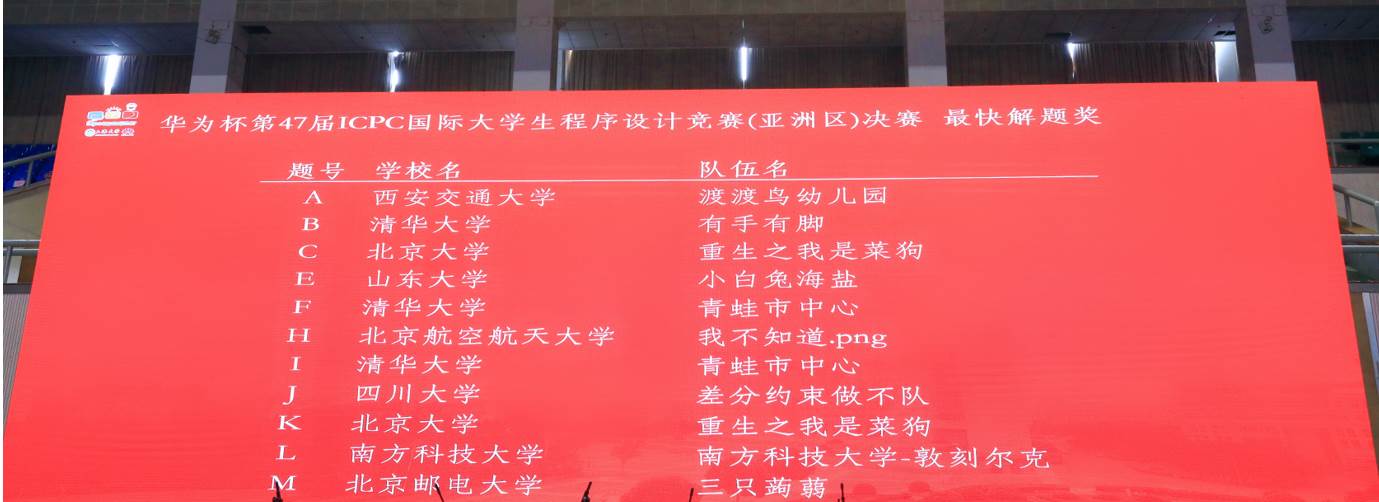 华为杯第47届ICPC国际大学生程序设计竞赛(亚洲区)决赛 最快解题奖
题号 学校名 队伍名
A 西安交通大学 渡渡鸟幼儿园
B 清华大学 有手有脚
C 北京大学 重生之我是菜狗
E 山东大学 小白兔海盐
F 清华大学 青蛙市中心
H 北京航空航天大学 我不知道.png
I 清华大学 青蛙市中心
J 四川大学 差分约束做不队
K 北京大学 重生之我是菜狗
L 南方科技大学 南方科技大学-敦刻尔克
M 北京邮电大学 三只蒟蒻